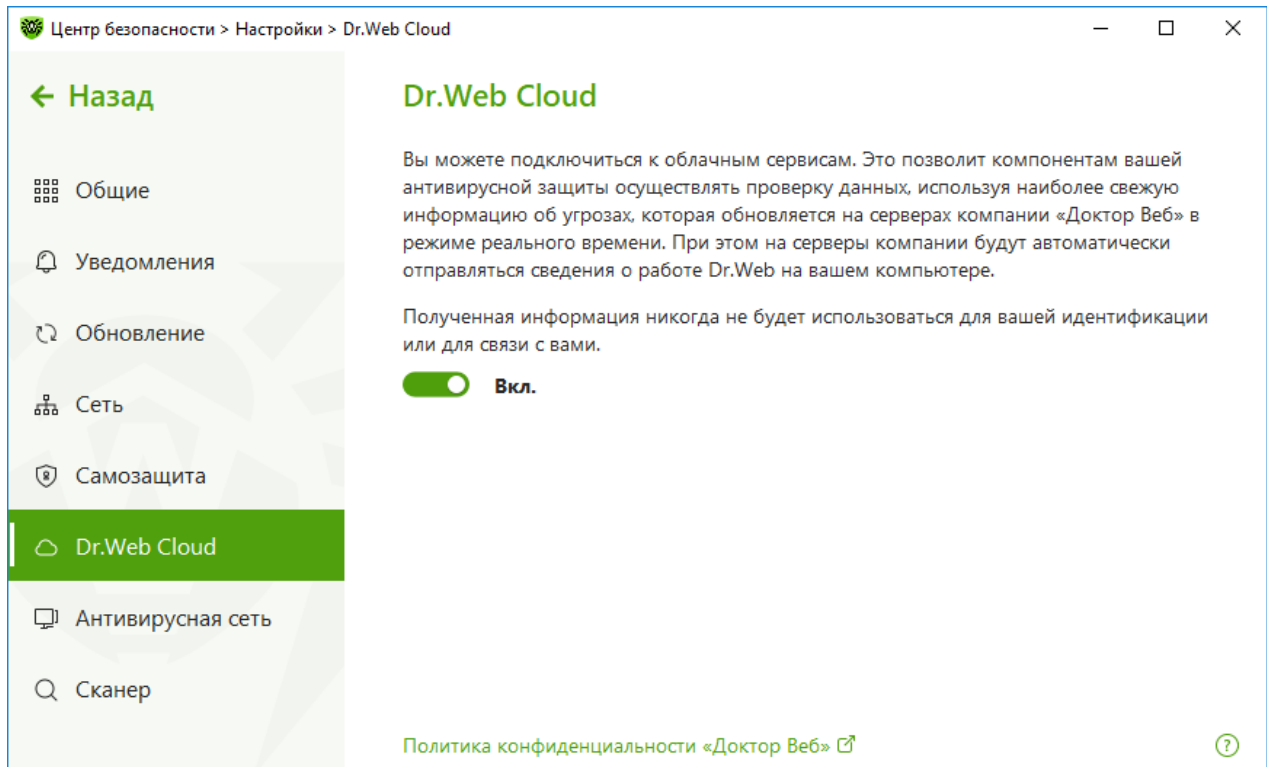 Центр безопасности > Настройки > Dr.Web Cloud
Назад
Общие
Уведомления
Обновление
Сеть
Самозащита
Dr.Web Cloud
Антивирусная сеть
Сканер
Dr.Web Cloud
Вы можете подключиться к облачным сервисам. Это позволит компонентам вашей
антивирусной защиты осуществлять проверку данных, используя наиболее свежую
информацию об угрозах, которая обновляется на серверах компании «Доктор Веб» в
режиме реального времени. При этом на серверы компании будут автоматически
отправляться сведения о работе Dr.Web на вашем компьютере.
Полученная информация никогда не будет использоваться для вашей идентификации
или для связи с вами.
Вкл.
Политика конфиденциальности «Доктор Веб»